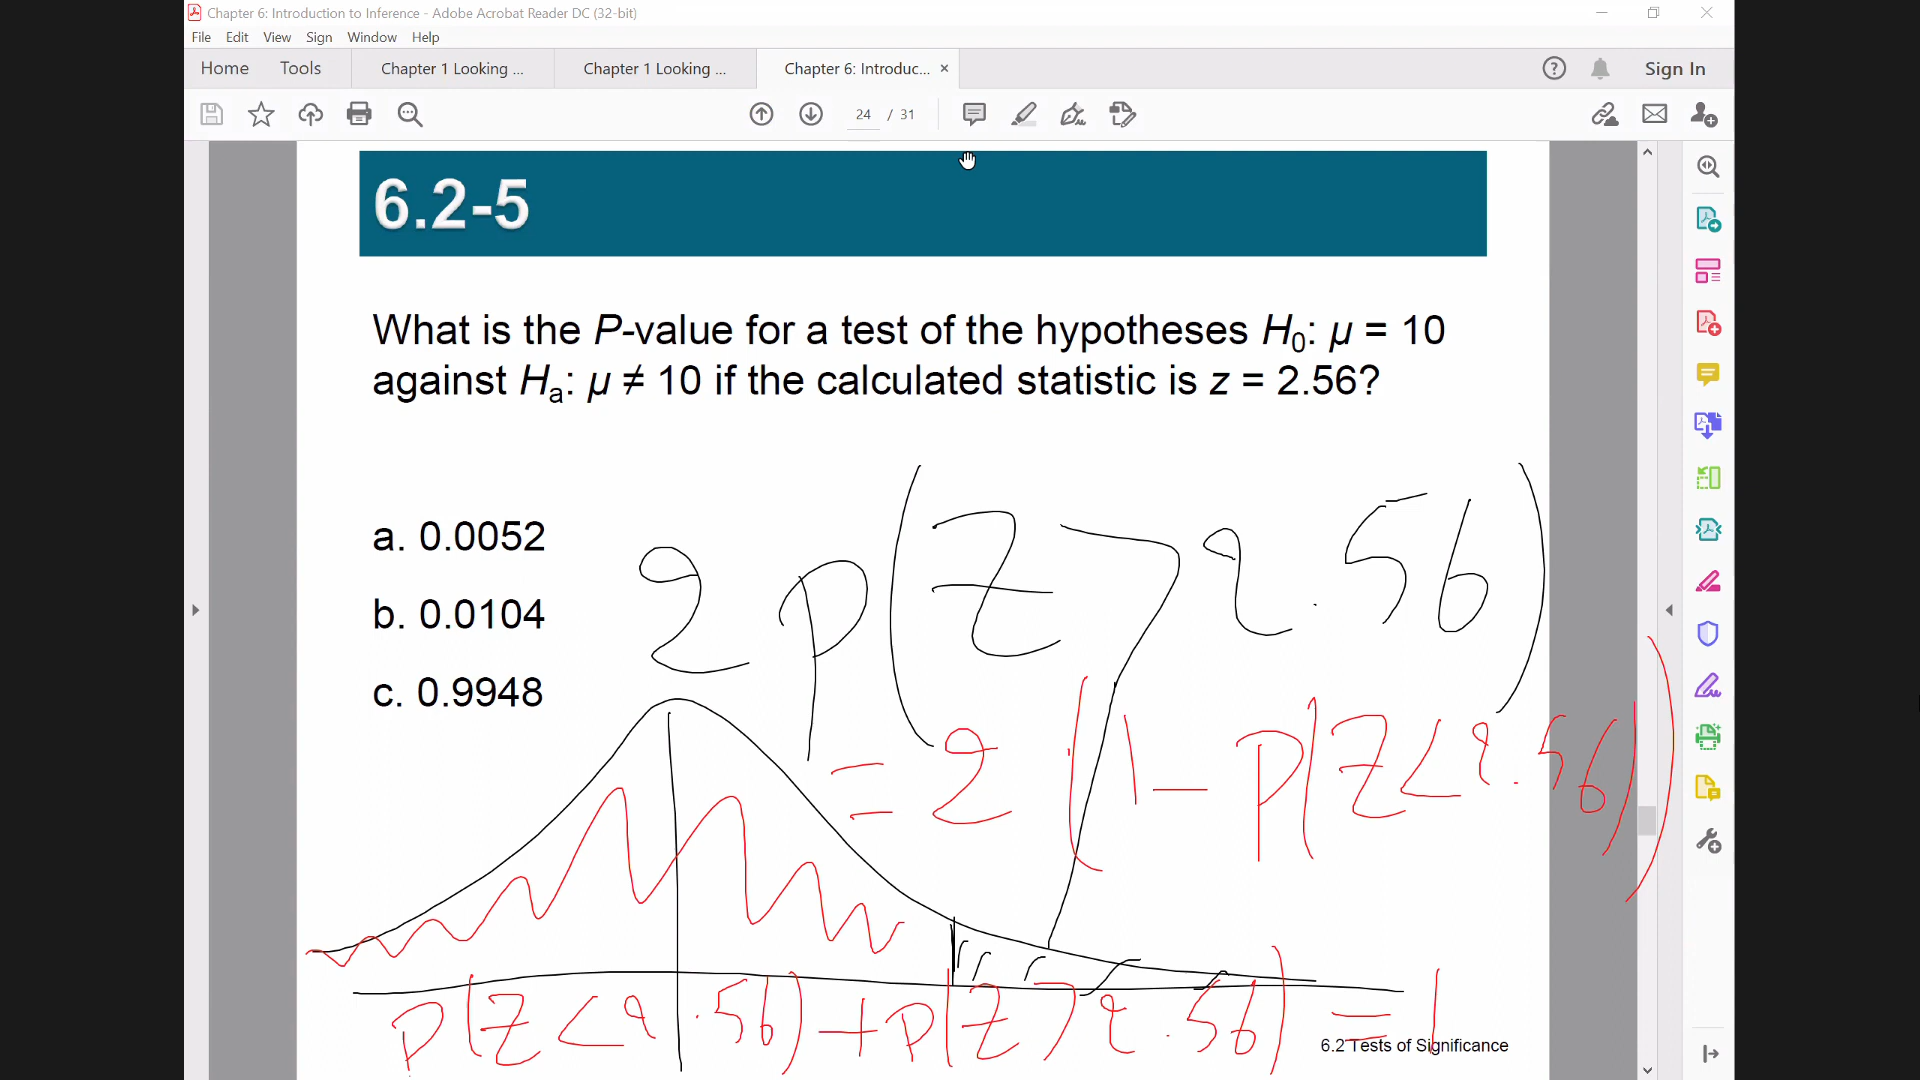 Chapter 6: Introduction to Inference - Adobe Acrobat Reader DC (32-bit)
File Edit View Sign Window Help
Home Tools Chapter 1 Looking ... Chapter 1 Looking ... Chapter 6: Introduc... × Sign In
24 / 31
6.2-5
What is the P-value for a test of the hypotheses H₀: μ = 10
against Hₐ: μ ≠ 10 if the calculated statistic is z = 2.56?
a. 0.0052
b. 0.0104
c. 0.9948
2 P(Z > 2.56)
= 2 (1 - P(Z < 2.56))
P(Z < 2.56) + P(Z > 2.56) = 1
6.2 Tests of Significance